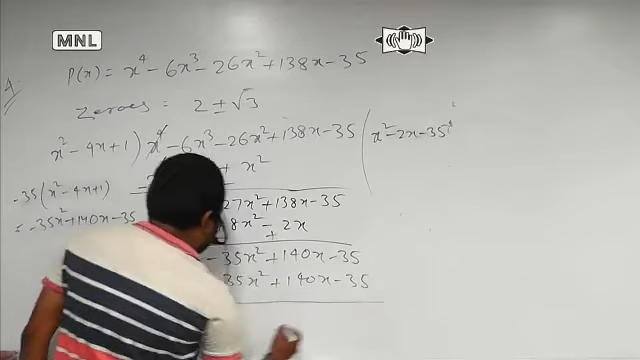 MNL
4.
P(x) = x⁴ - 6x³ - 26x² + 138x - 35
Zeroes = 2 ± √3
x² - 4x + 1 ) x⁴ - 6x³ - 26x² + 138x - 35 ( x² - 2x - 35
+ x²
-35(x² - 4x + 1)
27x² + 138x - 35
= -35x² + 140x - 35
8x² - 2x
+
- 35x² + 140x - 35
35x² + 140x - 35